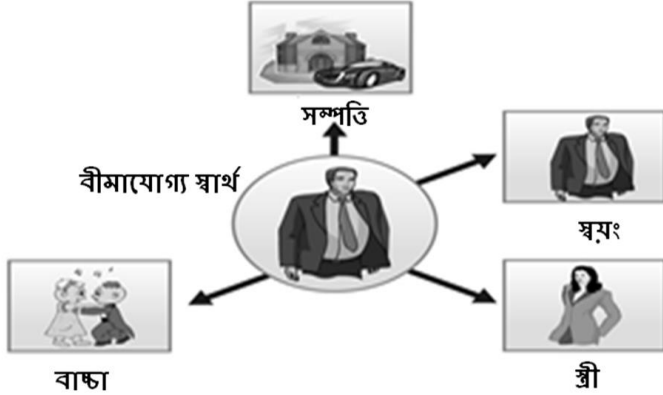 সম্পত্তি
বীমাযোগ্য স্বার্থ
স্বয়ং
বাচ্চা
স্ত্রী